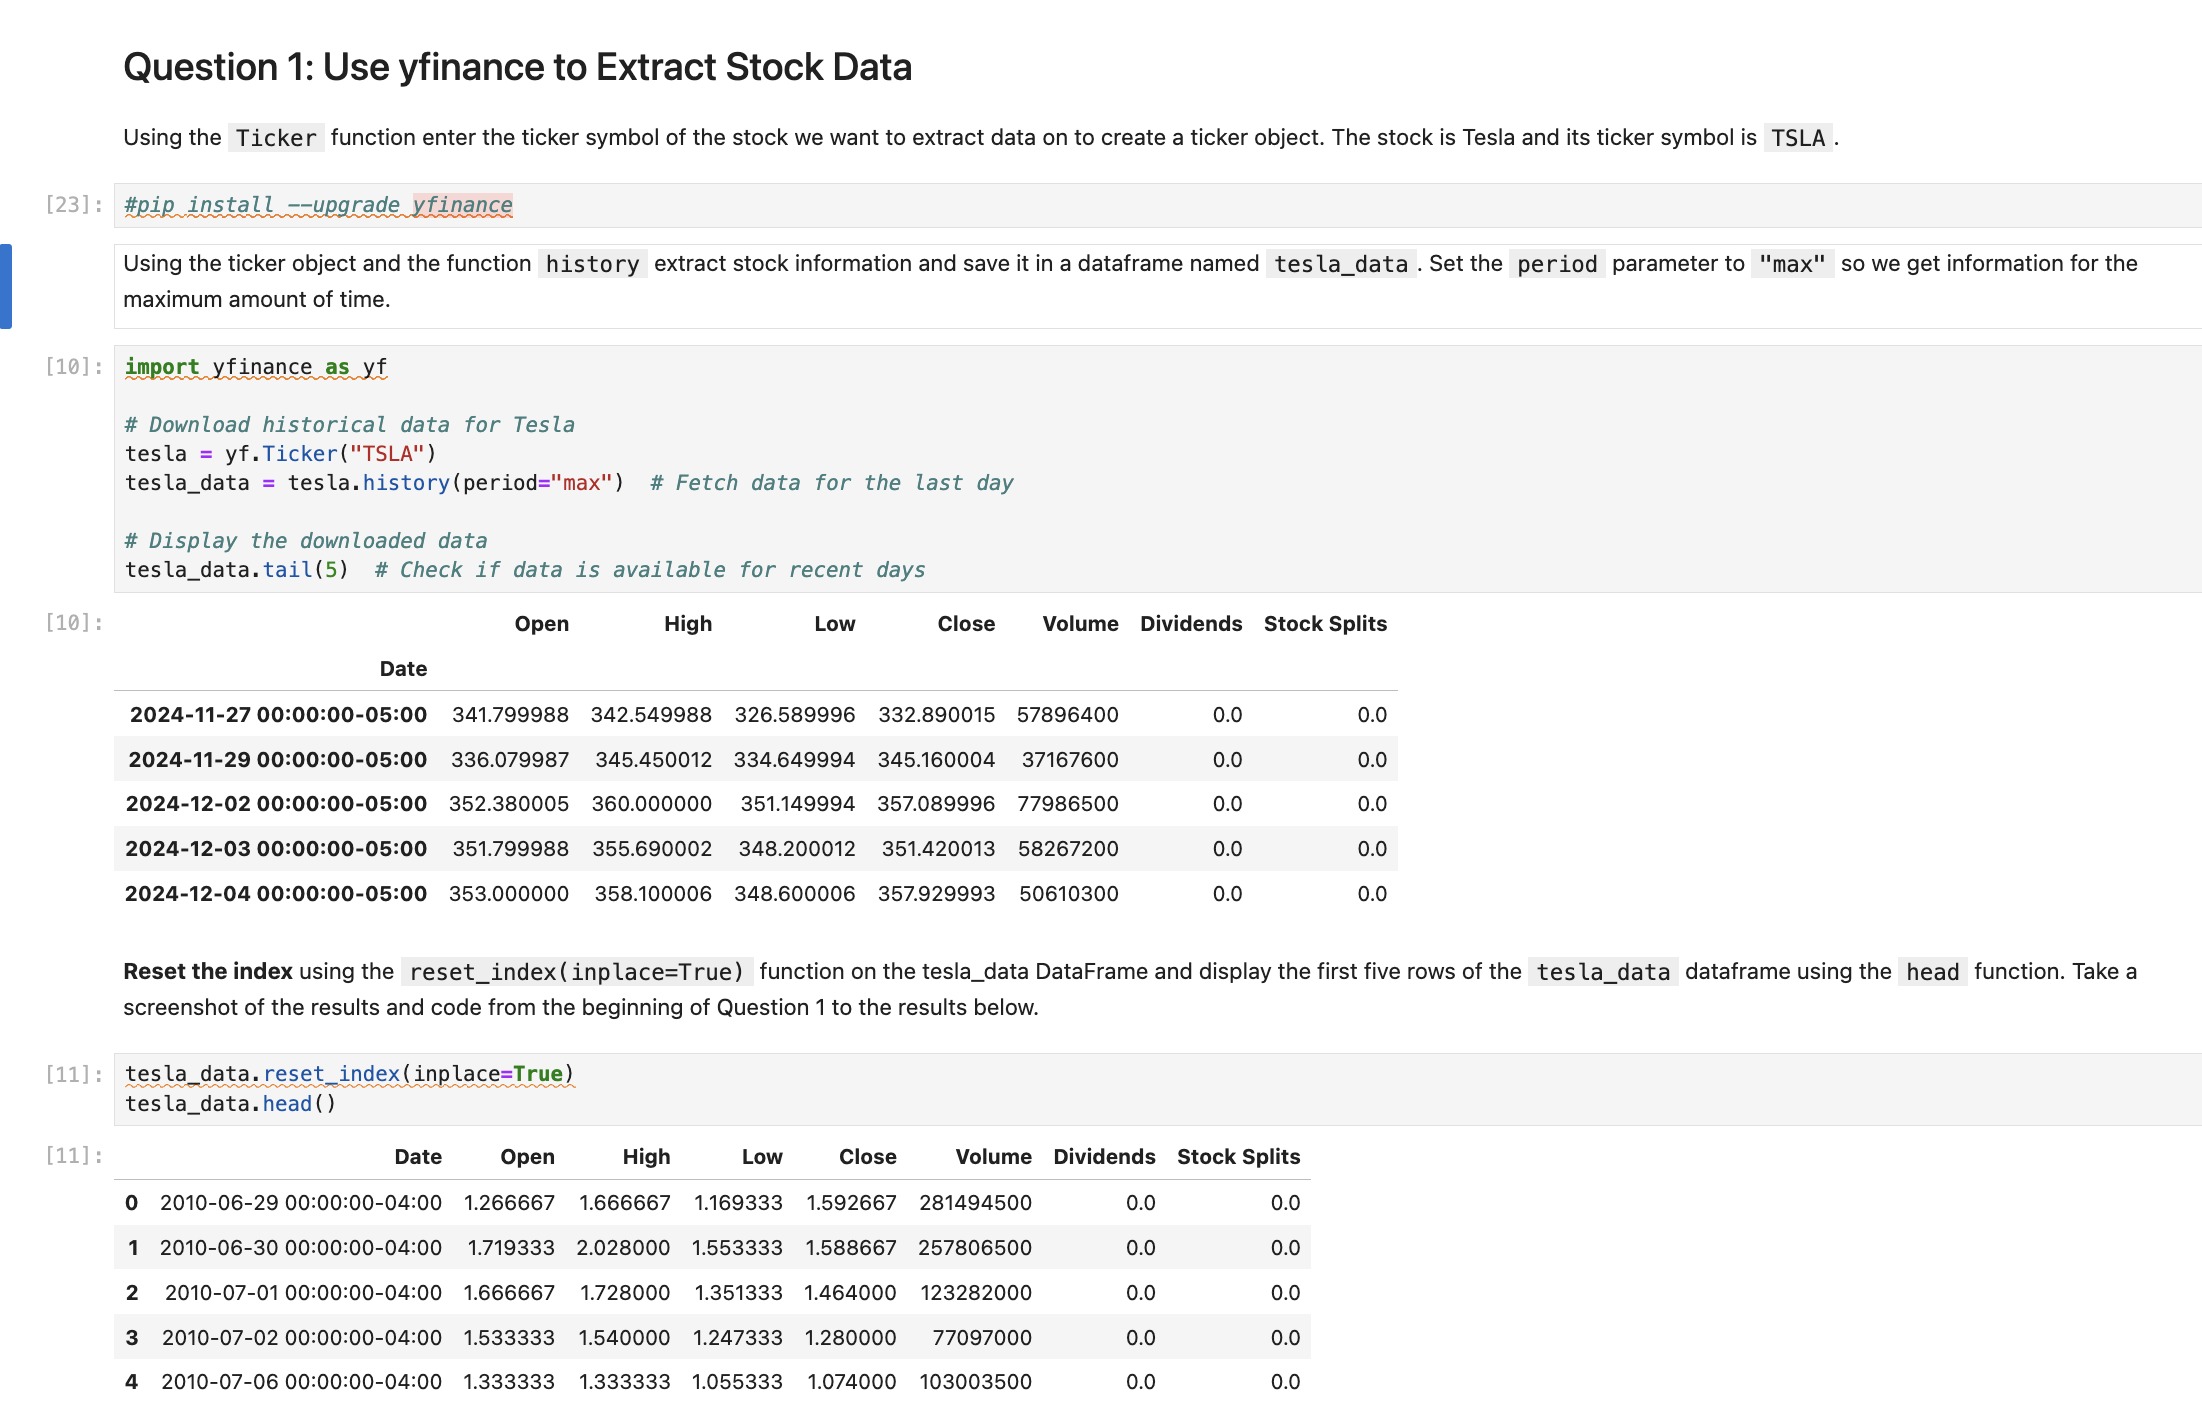 Question 1: Use yfinance to Extract Stock Data
Using the Ticker function enter the ticker symbol of the stock we want to extract data on to create a ticker object. The stock is Tesla and its ticker symbol is TSLA .
[23]: #pip install --upgrade yfinance
Using the ticker object and the function history extract stock information and save it in a dataframe named tesla_data . Set the period parameter to "max" so we get information for the
maximum amount of time.
[10]: import yfinance as yf
# Download historical data for Tesla
tesla = yf.Ticker("TSLA")
tesla_data = tesla.history(period="max")  # Fetch data for the last day
# Display the downloaded data
tesla_data.tail(5)  # Check if data is available for recent days
[10]: Open High Low Close Volume Dividends Stock Splits
Date
2024-11-27 00:00:00-05:00 341.799988 342.549988 326.589996 332.890015 57896400 0.0 0.0
2024-11-29 00:00:00-05:00 336.079987 345.450012 334.649994 345.160004 37167600 0.0 0.0
2024-12-02 00:00:00-05:00 352.380005 360.000000 351.149994 357.089996 77986500 0.0 0.0
2024-12-03 00:00:00-05:00 351.799988 355.690002 348.200012 351.420013 58267200 0.0 0.0
2024-12-04 00:00:00-05:00 353.000000 358.100006 348.600006 357.929993 50610300 0.0 0.0
Reset the index using the reset_index(inplace=True) function on the tesla_data DataFrame and display the first five rows of the tesla_data dataframe using the head function. Take a
screenshot of the results and code from the beginning of Question 1 to the results below.
[11]: tesla_data.reset_index(inplace=True)
tesla_data.head()
[11]: Date Open High Low Close Volume Dividends Stock Splits
0 2010-06-29 00:00:00-04:00 1.266667 1.666667 1.169333 1.592667 281494500 0.0 0.0
1 2010-06-30 00:00:00-04:00 1.719333 2.028000 1.553333 1.588667 257806500 0.0 0.0
2 2010-07-01 00:00:00-04:00 1.666667 1.728000 1.351333 1.464000 123282000 0.0 0.0
3 2010-07-02 00:00:00-04:00 1.533333 1.540000 1.247333 1.280000 77097000 0.0 0.0
4 2010-07-06 00:00:00-04:00 1.333333 1.333333 1.055333 1.074000 103003500 0.0 0.0